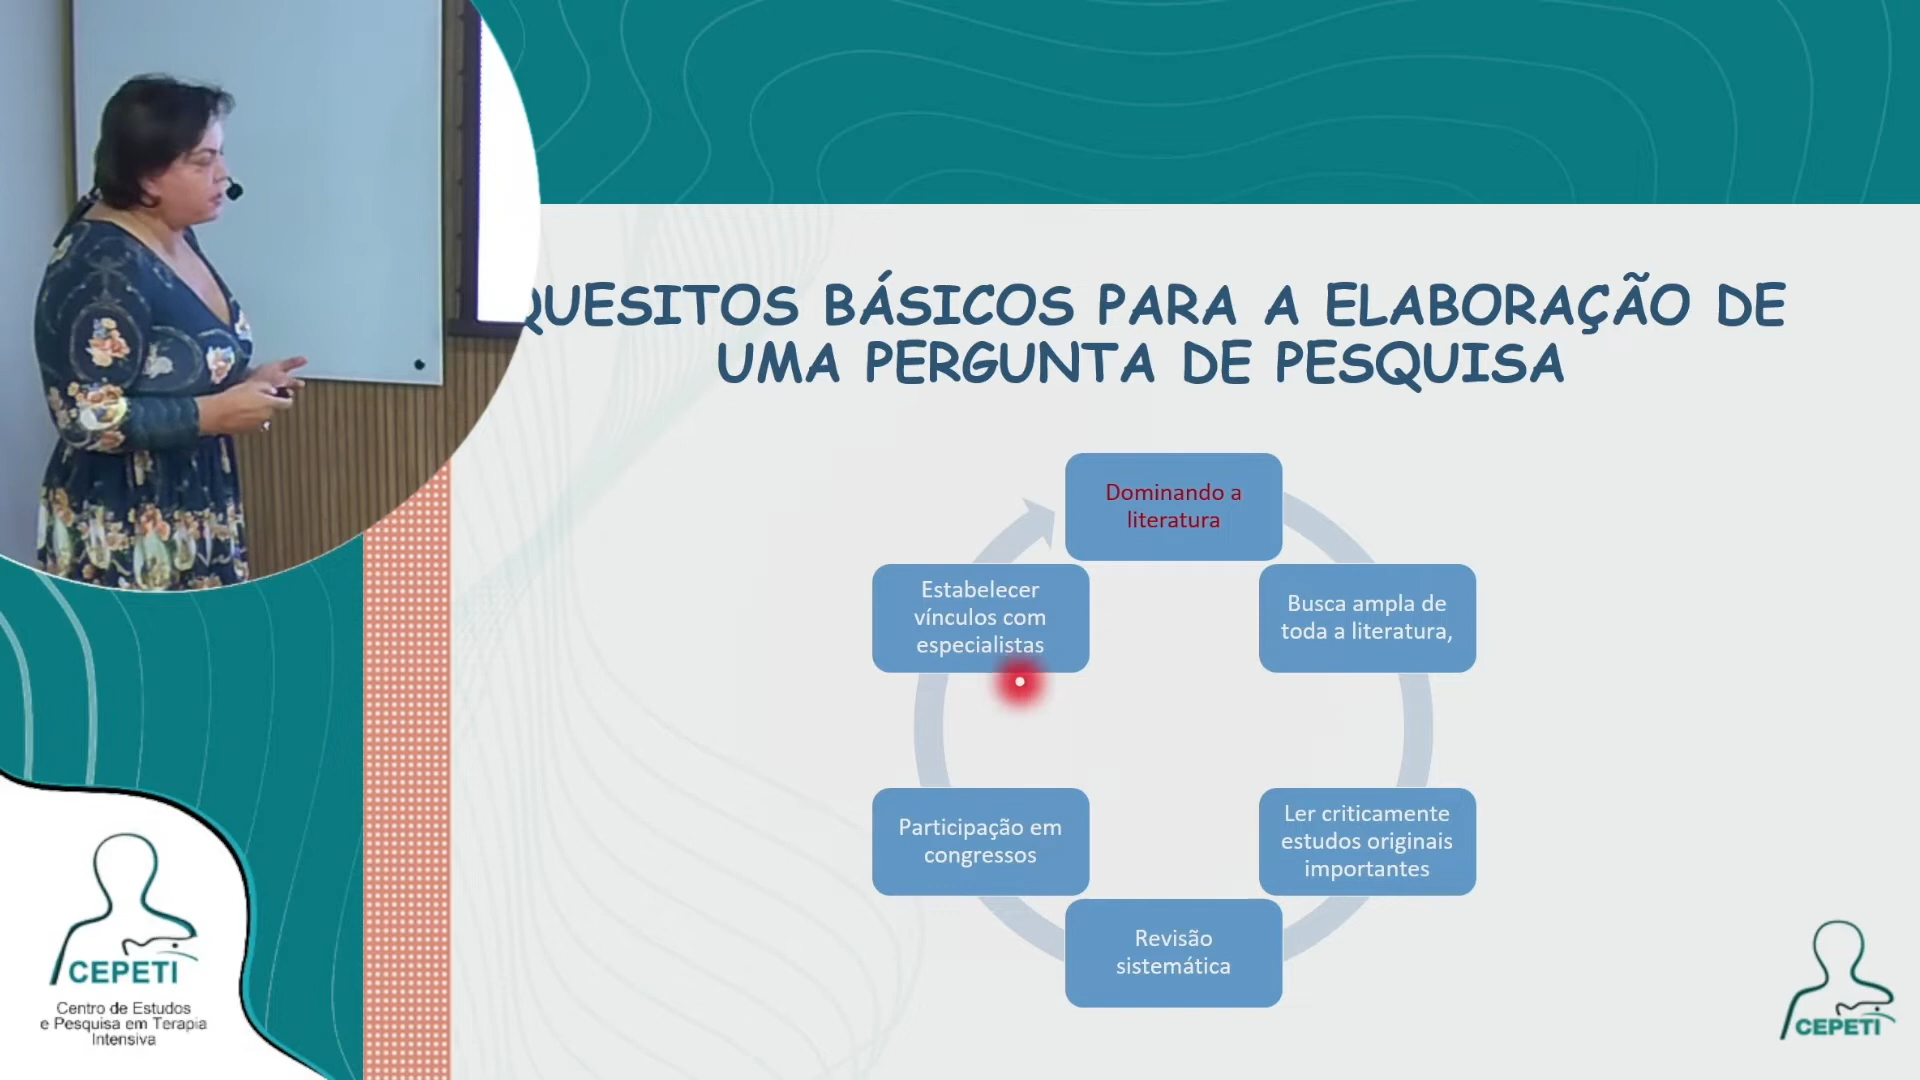 QUESITOS BÁSICOS PARA A ELABORAÇÃO DE
UMA PERGUNTA DE PESQUISA
Dominando a
literatura
Busca ampla de
toda a literatura,
Ler criticamente
estudos originais
importantes
Revisão
sistemática
Participação em
congressos
Estabelecer
vínculos com
especialistas
CEPETI
Centro de Estudos
e Pesquisa em Terapia
Intensiva
CEPETI